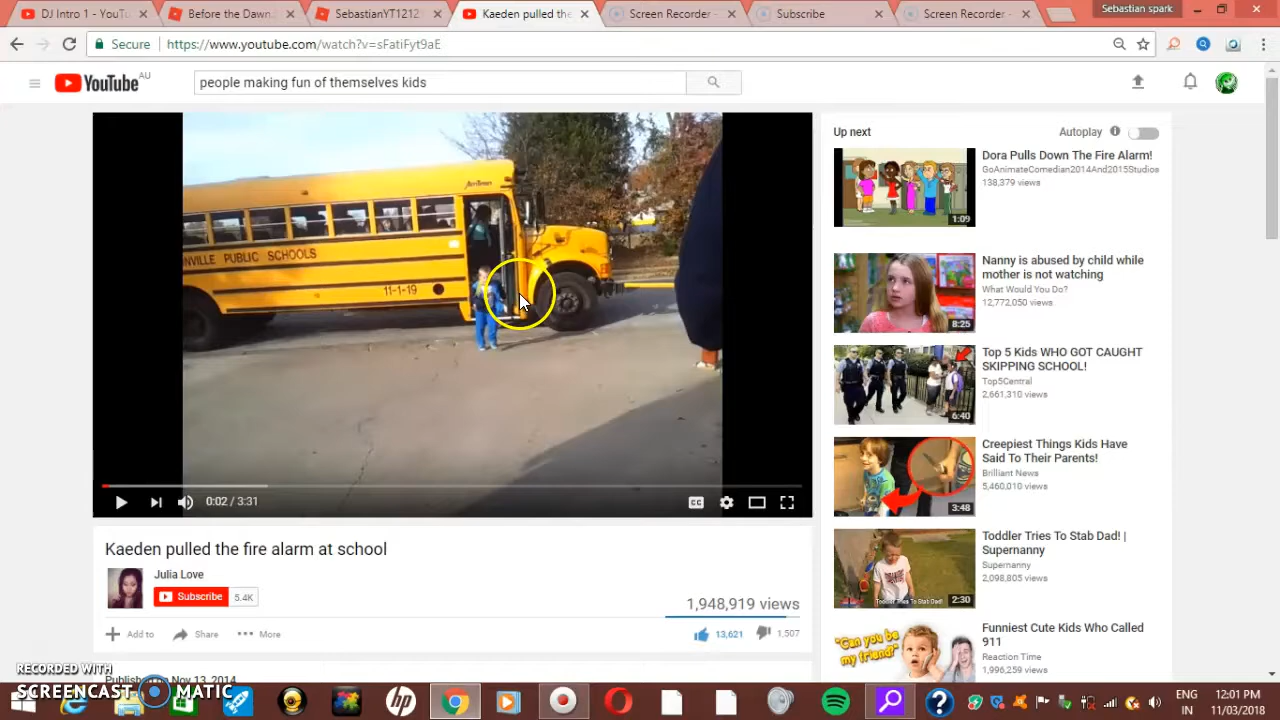 DJ Intro 1 - YouTu
Before the Dawn
SebastianYT1212
Kaeden pulled the
Screen Recorder -
Subscribe
Screen Recorder -
Sebastian spark
Secure
https://www.youtube.com/watch?v=sFatiFyt9aE
YouTube AU
people making fun of themselves kids
Up next
Autoplay
NVILLE PUBLIC SCHOOLS
11-1-19
0:02 / 3:31
CC
Dora Pulls Down The Fire Alarm!
GoAnimateComedian2014And2015Studios
138,379 views
1:09
Nanny is abused by child while
mother is not watching
What Would You Do?
12,772,050 views
8:25
Top 5 Kids WHO GOT CAUGHT
SKIPPING SCHOOL!
Top5Central
2,661,310 views
6:40
Creepiest Things Kids Have
Said To Their Parents!
Brilliant News
5,460,010 views
3:48
Toddler Tries To Stab Dad! |
Supernanny
Supernanny
2,098,805 views
Toddler Tries To Stab Dad!
2:30
Funniest Cute Kids Who Called
911
Reaction Time
1,996,259 views
"Can you be
my friend?"
Kaeden pulled the fire alarm at school
Julia Love
Subscribe 5.4K
1,948,919 views
Add to
Share
More
13,621
1,507
Published on Nov 13, 2014
RECORDED WITH
SCREENCAST MATIC
hp
ENG
IN
12:01 PM
11/03/2018